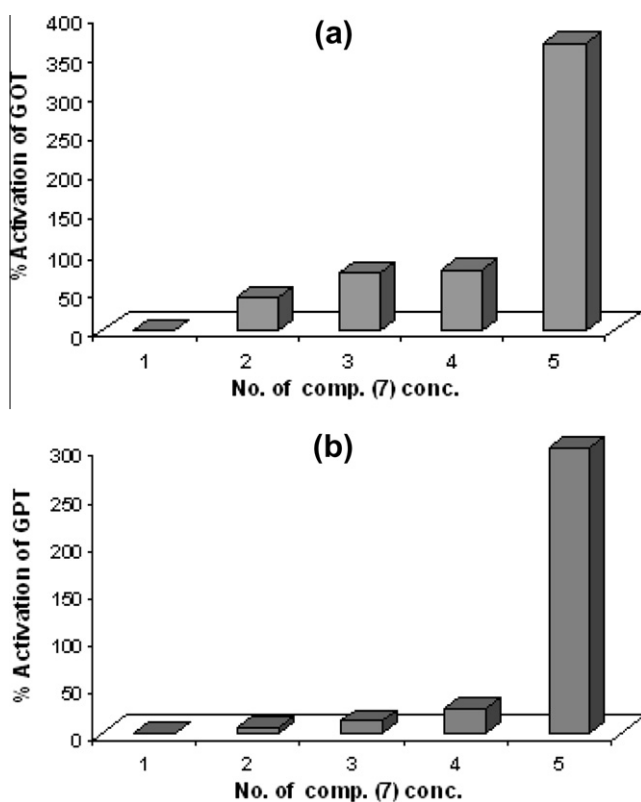 (a)
% Activation of GOT
400
350
300
250
200
150
100
50
0
1 2 3 4 5
No. of comp. (7) conc.
(b)
% Activation of GPT
300
250
200
150
100
50
0
1 2 3 4 5
No. of comp. (7) conc.